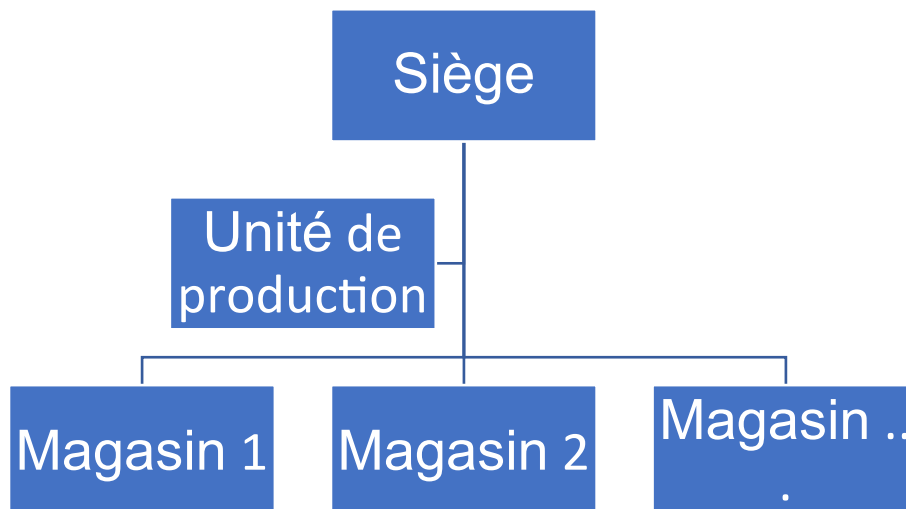 Siège
Unité de
production
Magasin 1
Magasin 2
Magasin ..
.